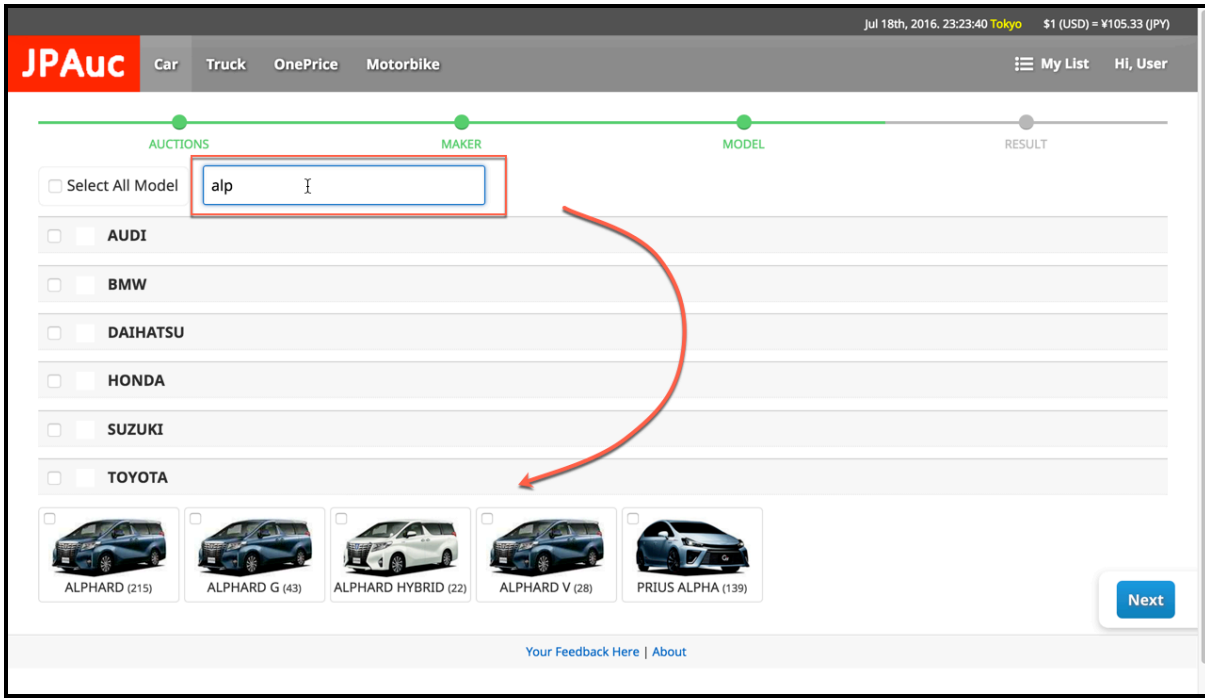 Jul 18th, 2016. 23:23:40 Tokyo $1 (USD) = ¥105.33 (JPY)
JPAuc Car Truck OnePrice Motorbike My List Hi, User
AUCTIONS MAKER MODEL RESULT
Select All Model alp
AUDI
BMW
DAIHATSU
HONDA
SUZUKI
TOYOTA
ALPHARD (215) ALPHARD G (43) ALPHARD HYBRID (22) ALPHARD V (28) PRIUS ALPHA (139)
Next
Your Feedback Here | About